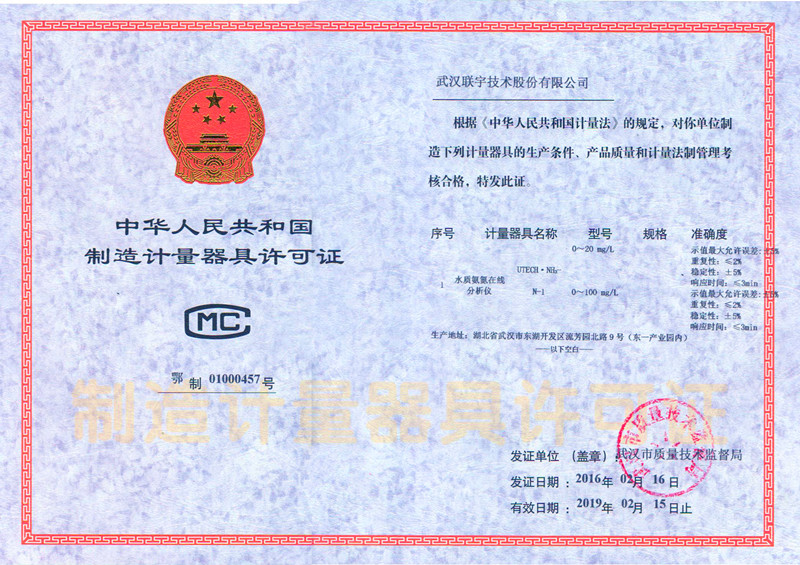 中华人民共和国
制造计量器具许可证
CMC
鄂 制 01000457 号
武汉联宇技术股份有限公司
根据《中华人民共和国计量法》的规定，对你单位制
造下列计量器具的生产条件、产品质量和计量法制管理考
核合格，特发此证。
序号 计量器具名称 型号 规格 准确度
1 水质氨氮在线
分析仪
UTECH·NH₃-
N-1
0~20 mg/L
0~100 mg/L
示值最大允许误差:
重复性：≤2%
稳定性：±5%
响应时间：≤3min
示值最大允许误差:
重复性：≤2%
稳定性：±5%
响应时间：≤3min
生产地址：湖北省武汉市东湖开发区流芳园北路9号（东一产业园内）
——以下空白——
制造计量器具许可证
发证单位 （盖章）武汉市质量技术监督局
发证日期：2016年 02月 16 日
有效日期：2019年 02月 15日止